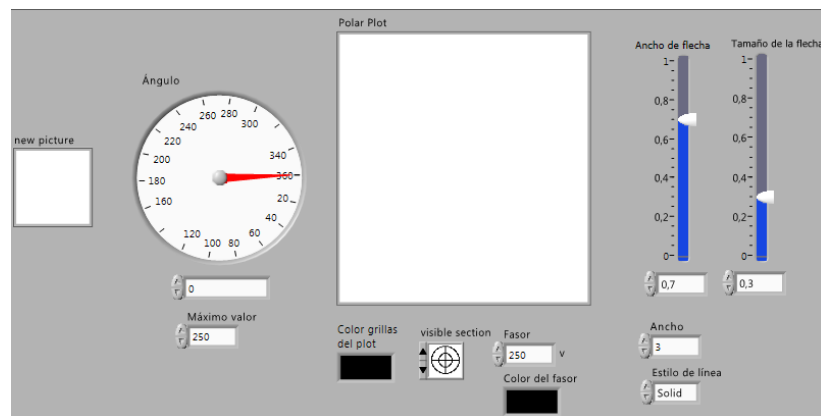 Polar Plot
Ancho de flecha
Tamaño de la flecha
Ángulo
new picture
260 280
240
300
220
200
340
180
360
160
20
40
120
100
80
60
0
Máximo valor
250
1
0,8
0,6
0,4
0,2
0
0,7
1
0,8
0,6
0,4
0,2
0
0,3
Color grillas
del plot
visible section
Fasor
250
v
Color del fasor
Ancho
3
Estilo de línea
Solid